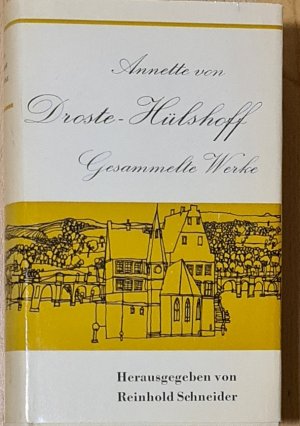 Annette von
Droste-Hülshoff
Gesammelte Werke
Herausgegeben von
Reinhold Schneider